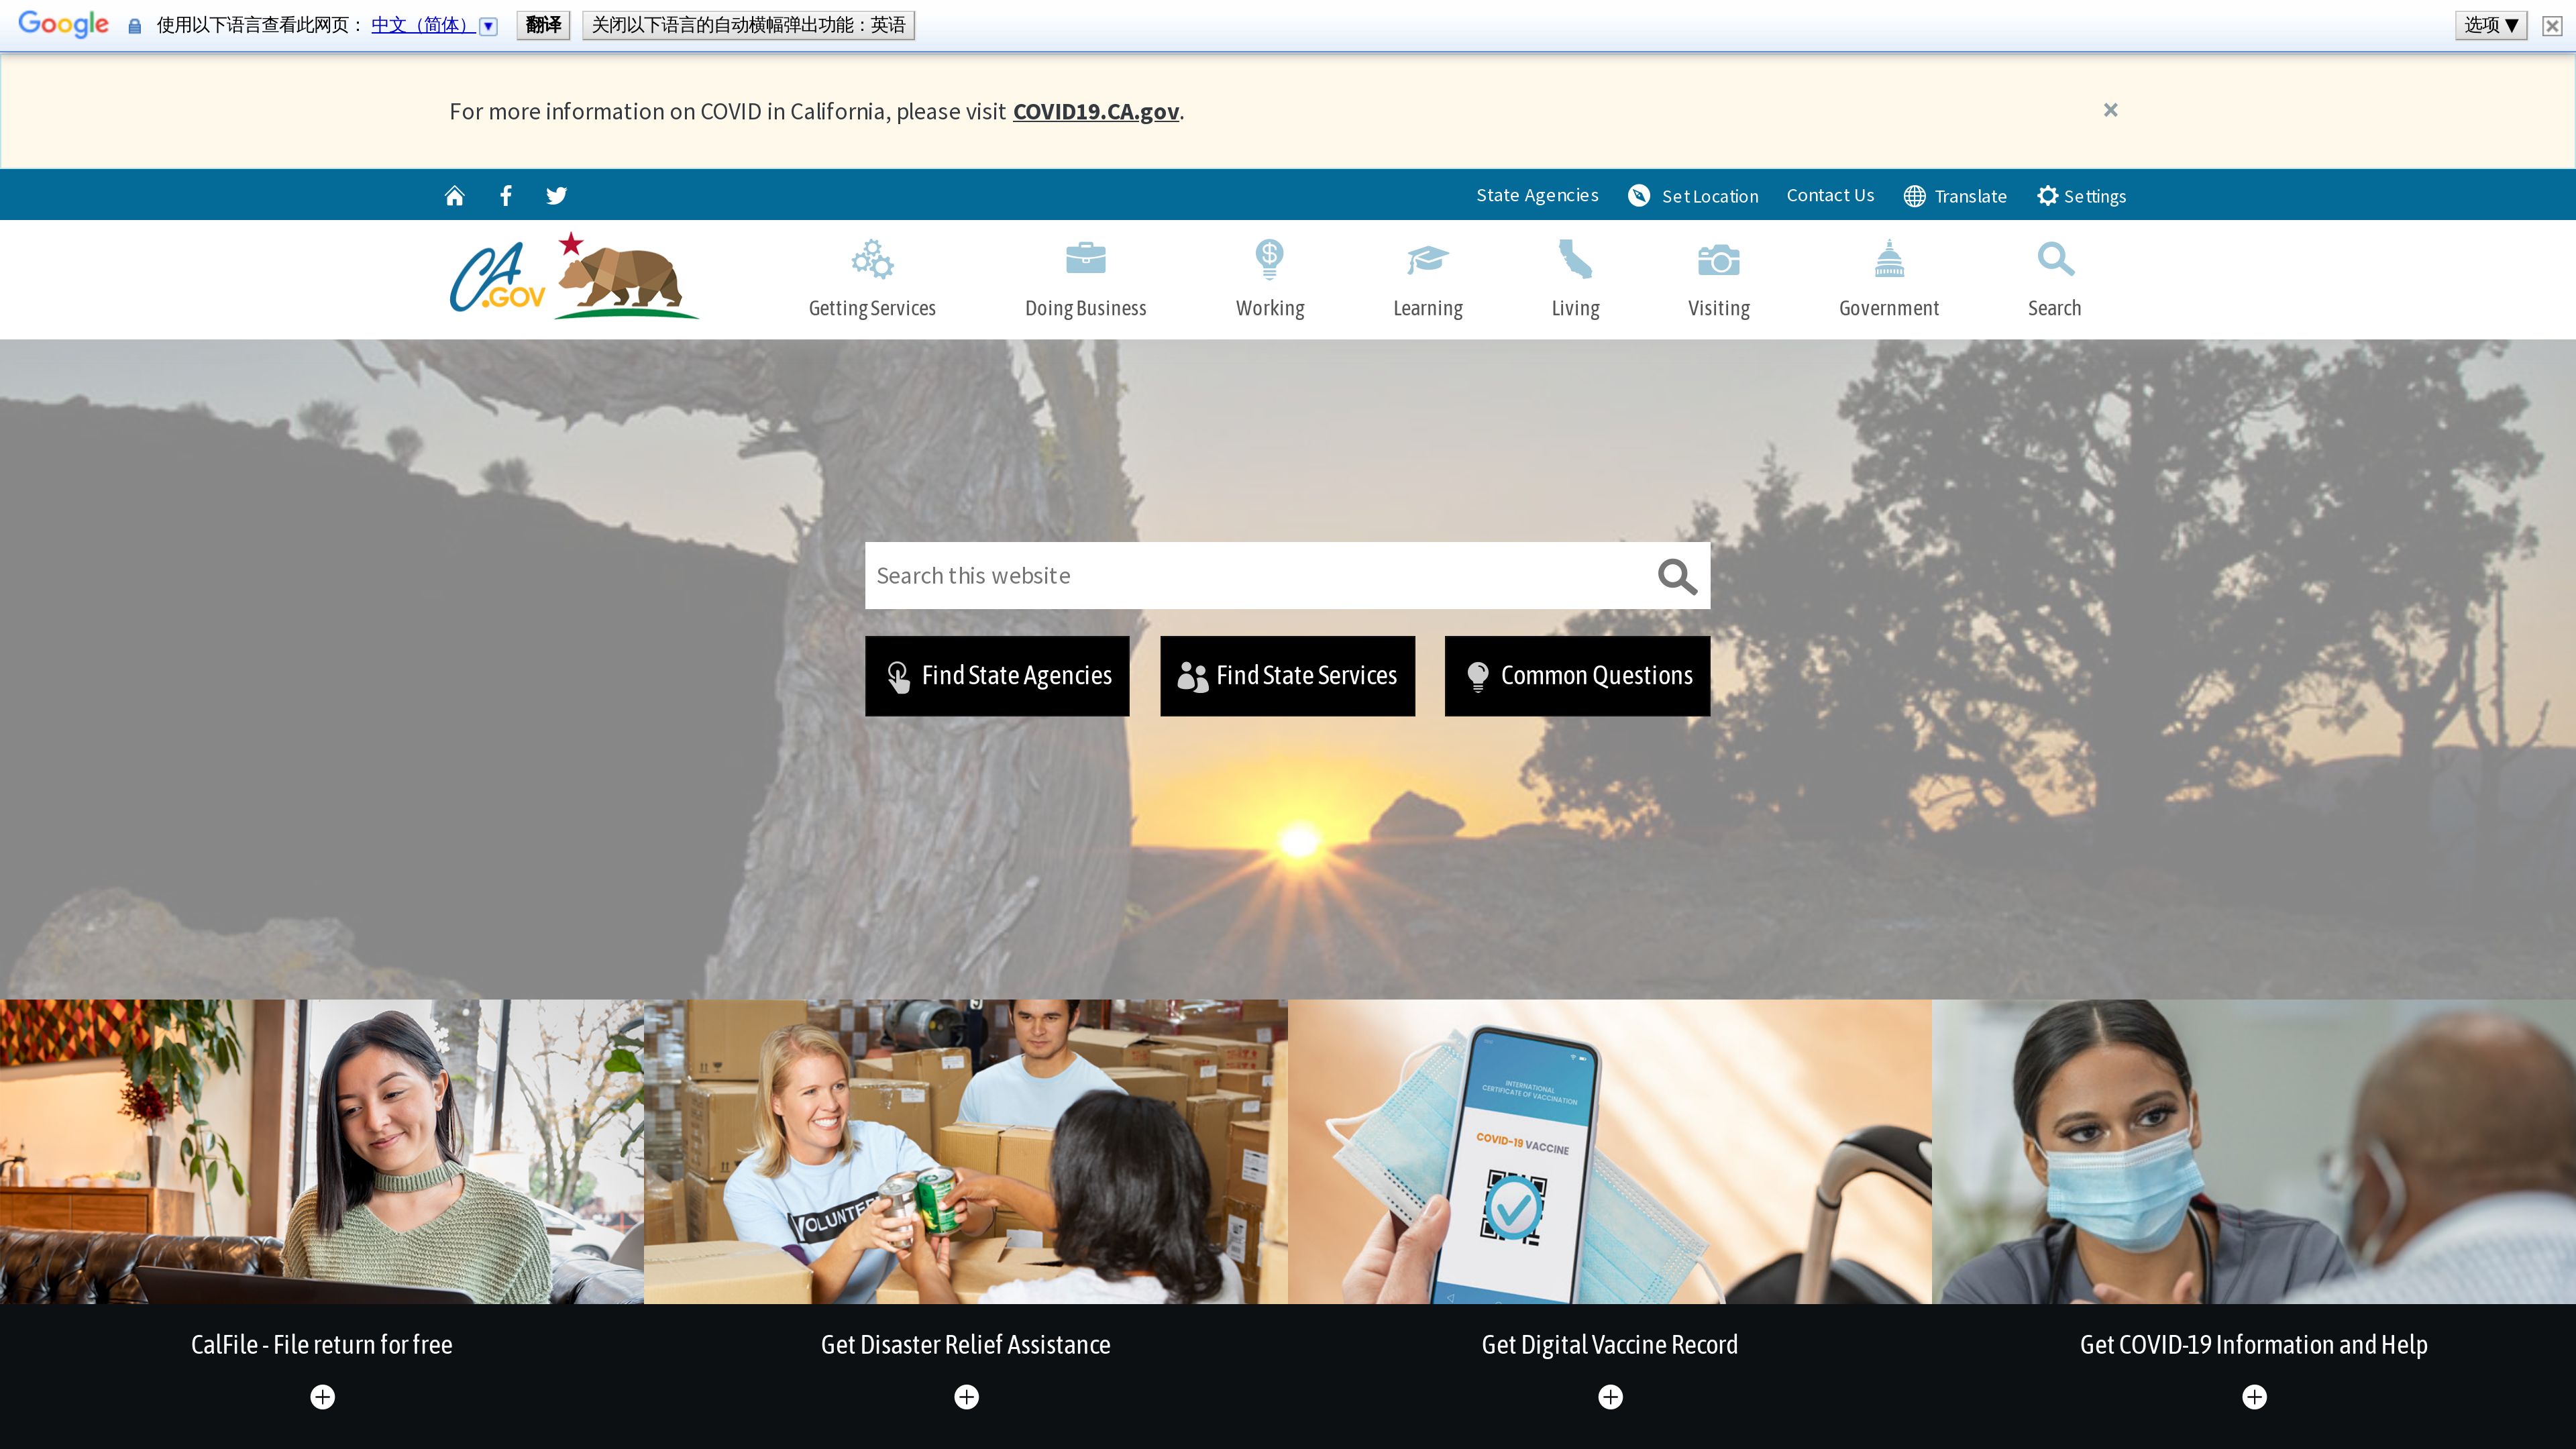 Google 使用以下语言查看此网页： 中文（简体） 翻译 关闭以下语言的自动横幅弹出功能：英语 选项 ▼
For more information on COVID in California, please visit COVID19.CA.gov.
State Agencies Set Location Contact Us Translate Settings
CA.GOV
Getting Services Doing Business Working Learning Living Visiting Government Search
Search this website
Find State Agencies Find State Services Common Questions
VOLUNTE
INTERNATIONAL
CERTIFICATE OF VACCINATION
COVID-19 VACCINE
CalFile - File return for free Get Disaster Relief Assistance Get Digital Vaccine Record Get COVID-19 Information and Help